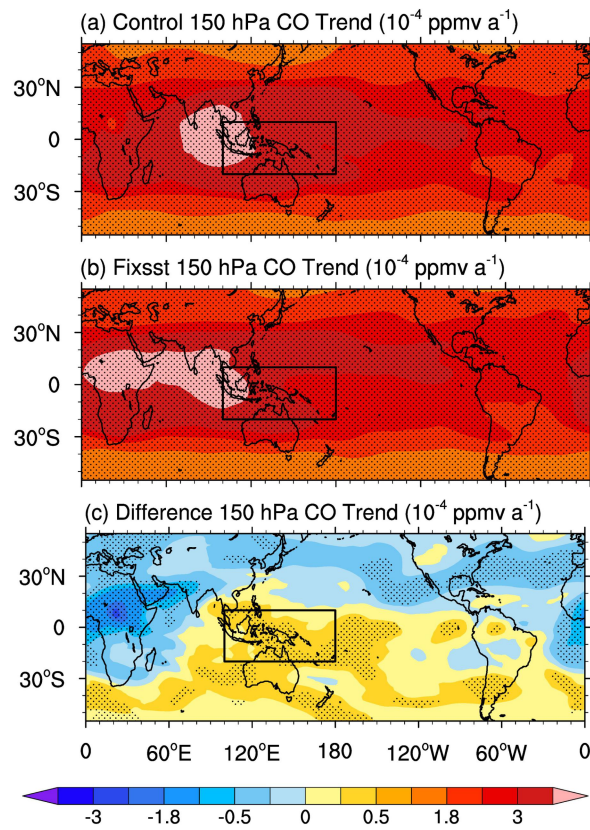 (a) Control 150 hPa CO Trend (10⁻⁴ ppmv a⁻¹)
30°N
0
30°S
(b) Fixsst 150 hPa CO Trend (10⁻⁴ ppmv a⁻¹)
30°N
0
30°S
(c) Difference 150 hPa CO Trend (10⁻⁴ ppmv a⁻¹)
30°N
0
30°S
0 60°E 120°E 180 120°W 60°W 0
-3 -1.8 -0.5 0 0.5 1.8 3